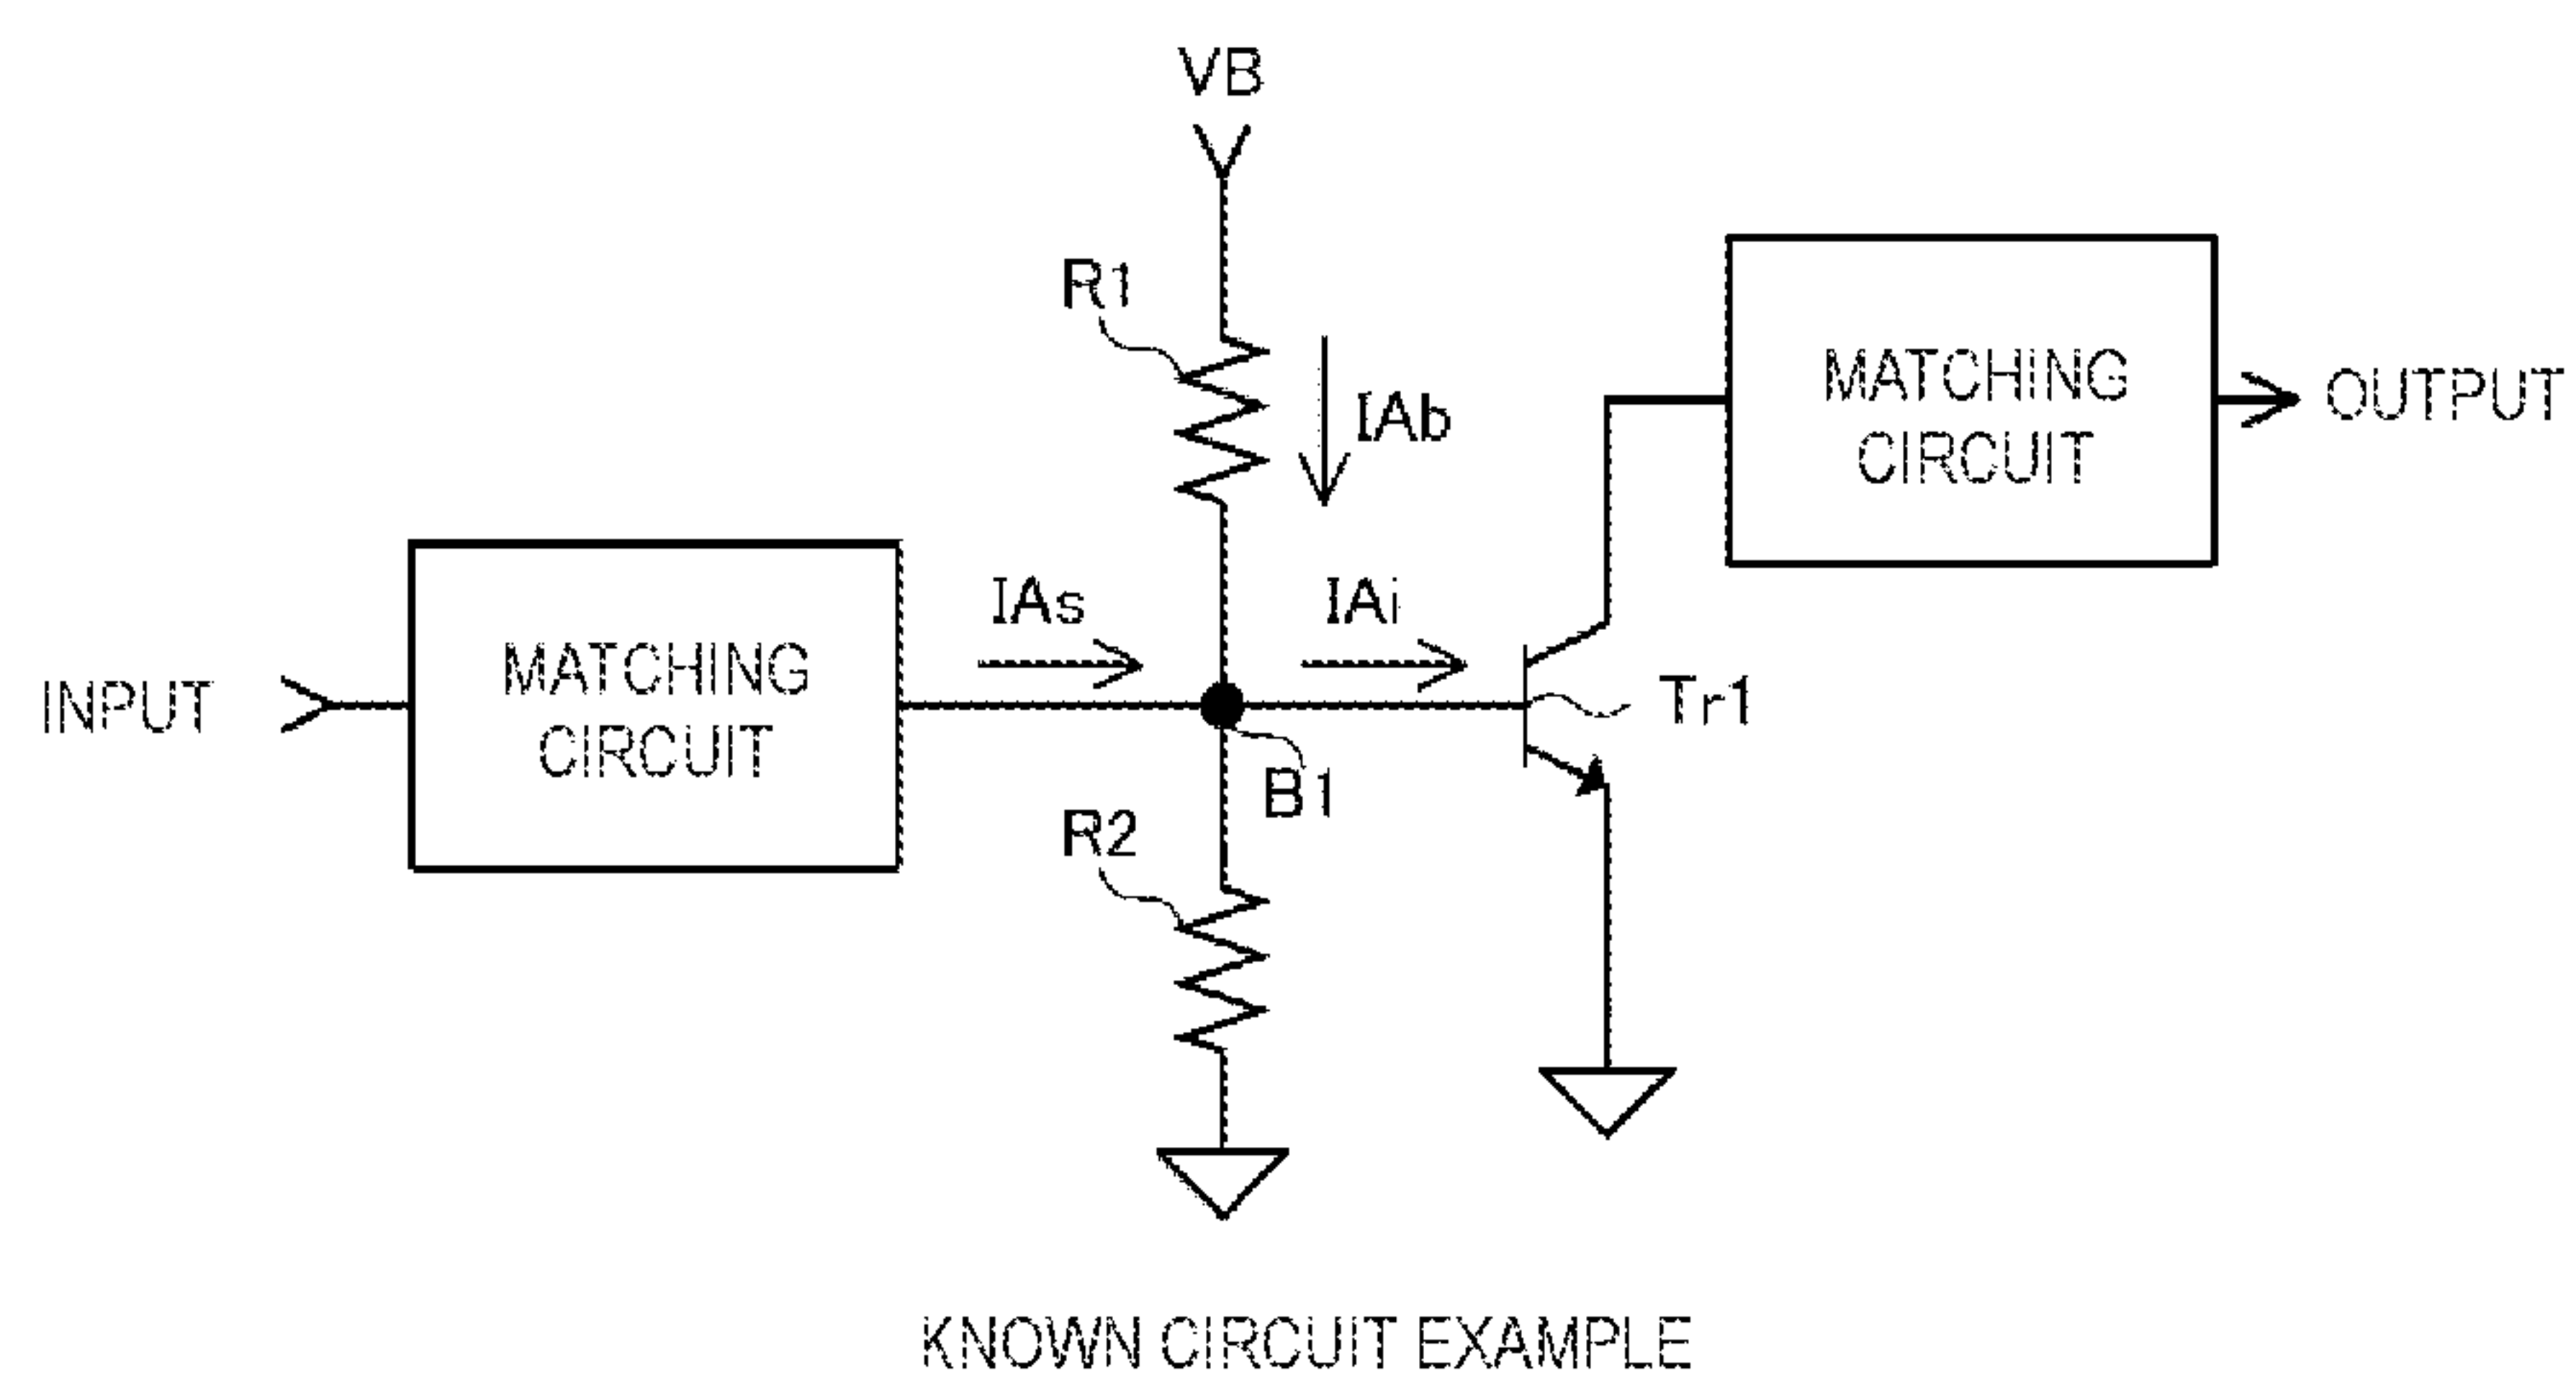 VB
R1
IAb
MATCHING
CIRCUIT
OUTPUT
IAs
IAi
INPUT
MATCHING
CIRCUIT
Tr1
B1
R2
KNOWN CIRCUIT EXAMPLE